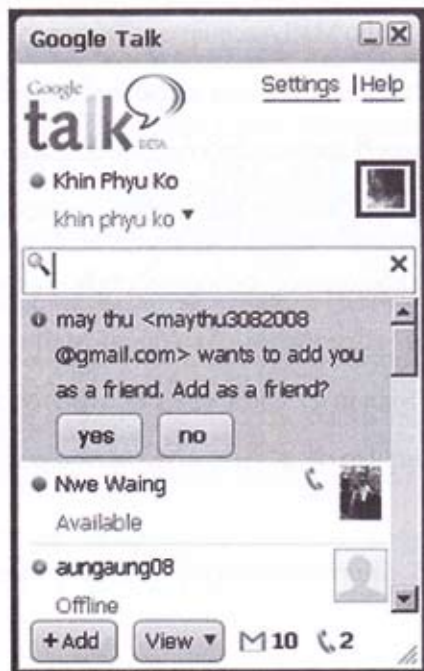 Google Talk
Settings | Help
Google
talk
BETA
Khin Phyu Ko
khin phyu ko
may thu <maythu3082008
@gmail.com> wants to add you
as a friend. Add as a friend?
yes no
Nwe Waing
Available
aungaung08
Offline
+Add View 10 2